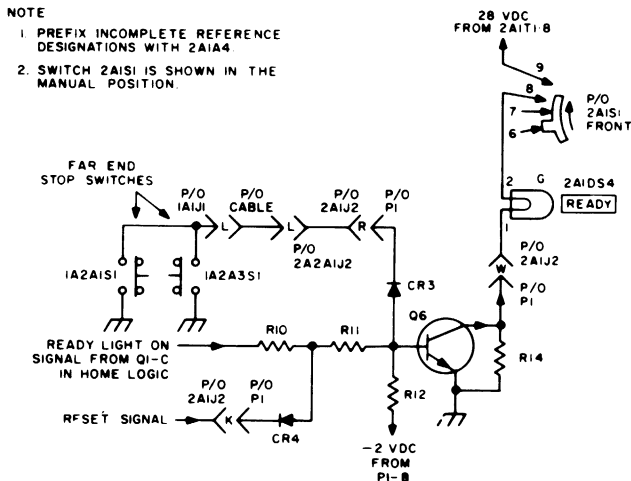 NOTE
1. PREFIX INCOMPLETE REFERENCE
DESIGNATIONS WITH 2A1A4.
2. SWITCH 2A1S1 IS SHOWN IN THE
MANUAL POSITION.
28 VDC
FROM 2A1T1-8
9
8
7
6
P/O
2A1S1
FRONT
FAR END
STOP SWITCHES
P/O
1A1J1
L
P/O
CABLE
L
P/O
2A2A1J2
P/O
2A1J2
R
P/O
P1
2
G
1
2A1DS4
READY
P/O
2A1J2
W
P/O
P1
1A2A1S1
1A2A3S1
CR3
Q6
READY LIGHT ON
SIGNAL FROM Q1-C
IN HOME LOGIC
R10
R11
R14
RESET SIGNAL
P/O
2A1J2
K
P/O
P1
CR4
R12
-2 VDC
FROM
P1-B